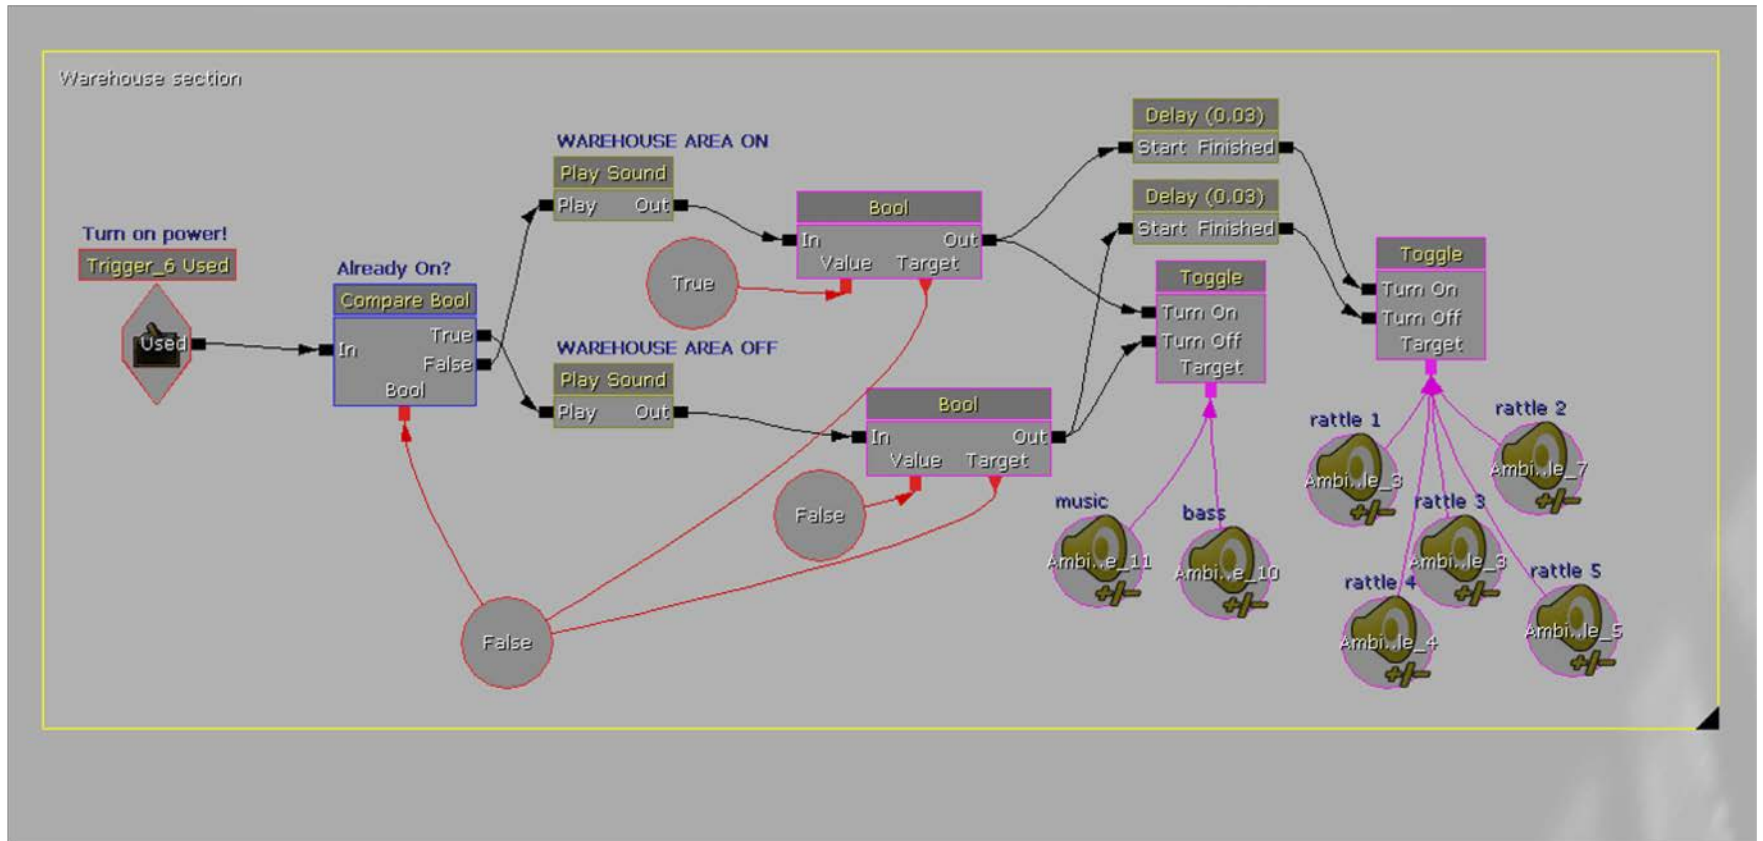 Warehouse section
Turn on power!
Trigger_6 Used
Used
Already On?
Compare Bool
In
True
False
Bool
WAREHOUSE AREA ON
Play Sound
Play Out
WAREHOUSE AREA OFF
Play Sound
Play Out
True
Bool
In Out
Value Target
False
Bool
In Out
Value Target
False
Delay (0.03)
Start Finished
Delay (0.03)
Start Finished
Toggle
Turn On
Turn Off
Target
music
Ambi..e_11
+/-
bass
Ambi..e_10
+/-
Toggle
Turn On
Turn Off
Target
rattle 1
Ambi..le_3
+/-
rattle 2
Ambi..le_7
+/-
rattle 3
Ambi..le_3
+/-
rattle 4
Ambi..le_4
+/-
rattle 5
Ambi..le_5
+/-